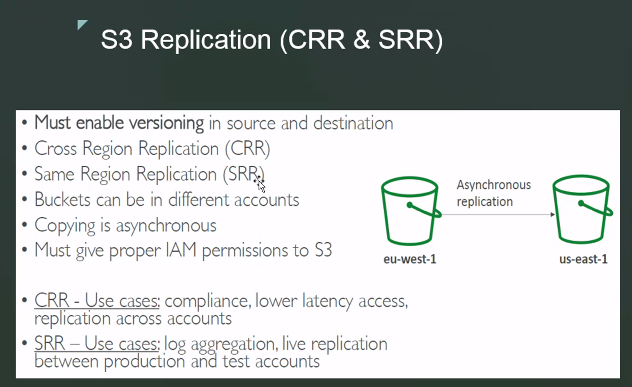 S3 Replication (CRR & SRR)
• Must enable versioning in source and destination
• Cross Region Replication (CRR)
• Same Region Replication (SRR)
• Buckets can be in different accounts
• Copying is asynchronous
• Must give proper IAM permissions to S3
Asynchronous
replication
eu-west-1
us-east-1
• CRR - Use cases: compliance, lower latency access,
replication across accounts
• SRR – Use cases: log aggregation, live replication
between production and test accounts